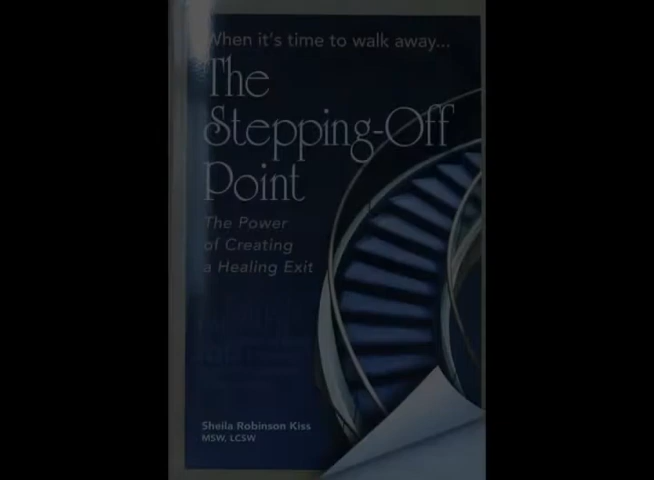 When it's time to walk away...
The
Stepping-Off
Point
The Power
of Creating
a Healing Exit
Sheila Robinson Kiss
MSW, LCSW